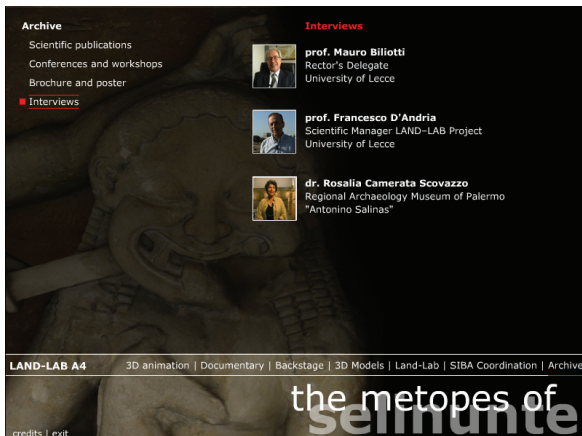 Archive
Scientific publications
Conferences and workshops
Brochure and poster
Interviews
Interviews
prof. Mauro Biliotti
Rector's Delegate
University of Lecce
prof. Francesco D'Andria
Scientific Manager LAND-LAB Project
University of Lecce
dr. Rosalia Camerata Scovazzo
Regional Archaeology Museum of Palermo
"Antonino Salinas"
LAND-LAB A4
3D animation | Documentary | Backstage | 3D Models | Land-Lab | SIBA Coordination | Archive
the metopes of
selinunte
credits | exit